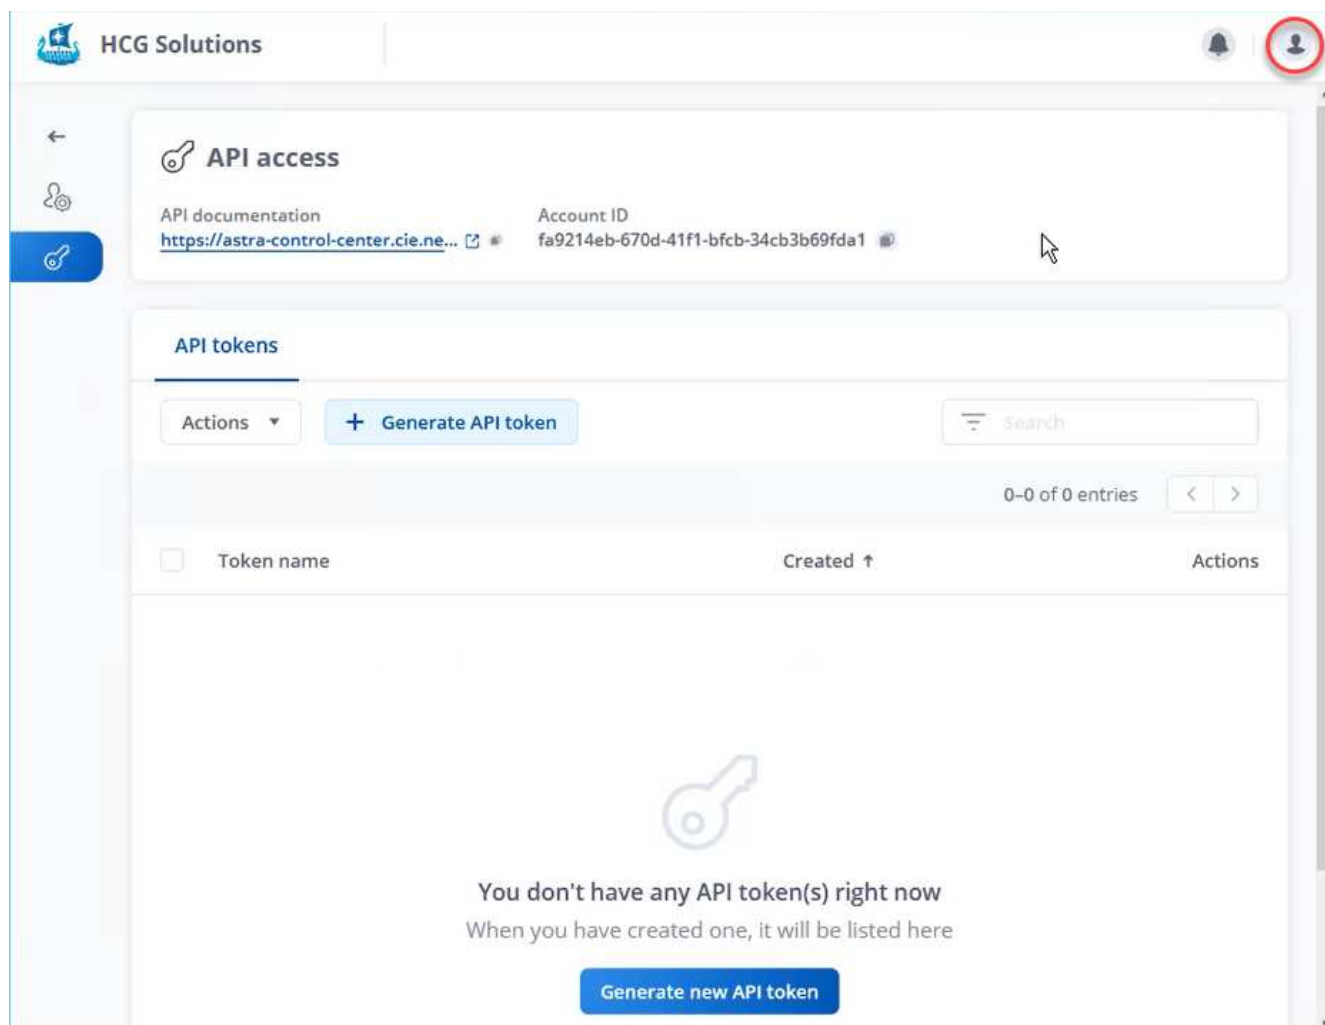 HCG Solutions
API access
API documentation
Account ID
https://astra-control-center.cie.ne...
fa9214eb-670d-41f1-bfcb-34cb3b69fda1
API tokens
Actions
+ Generate API token
Search
0–0 of 0 entries
Token name
Created ↑
Actions
You don't have any API token(s) right now
When you have created one, it will be listed here
Generate new API token